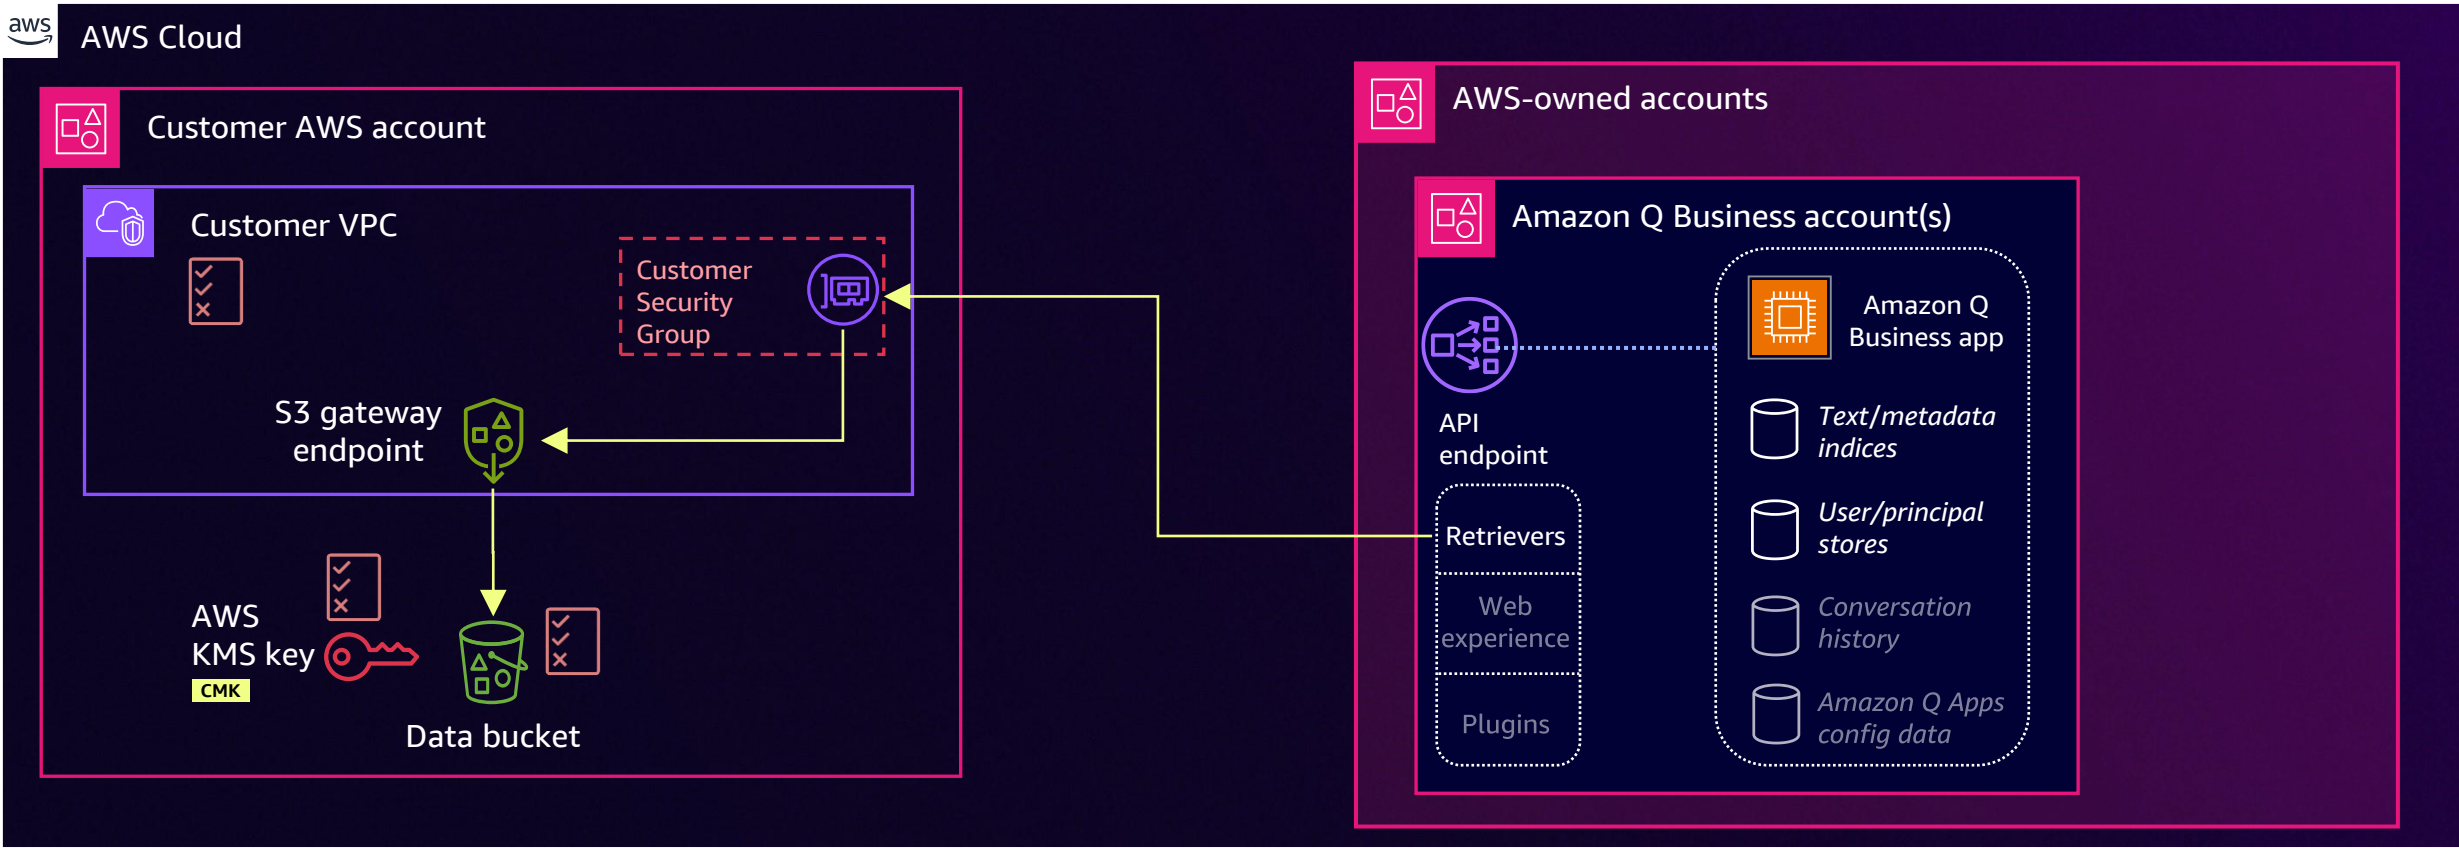 aws
AWS Cloud
Customer AWS account
Customer VPC
Customer
Security
Group
S3 gateway
endpoint
AWS
KMS key
CMK
Data bucket
AWS-owned accounts
Amazon Q Business account(s)
API
endpoint
Retrievers
Web
experience
Plugins
Amazon Q
Business app
Text/metadata
indices
User/principal
stores
Conversation
history
Amazon Q Apps
config data